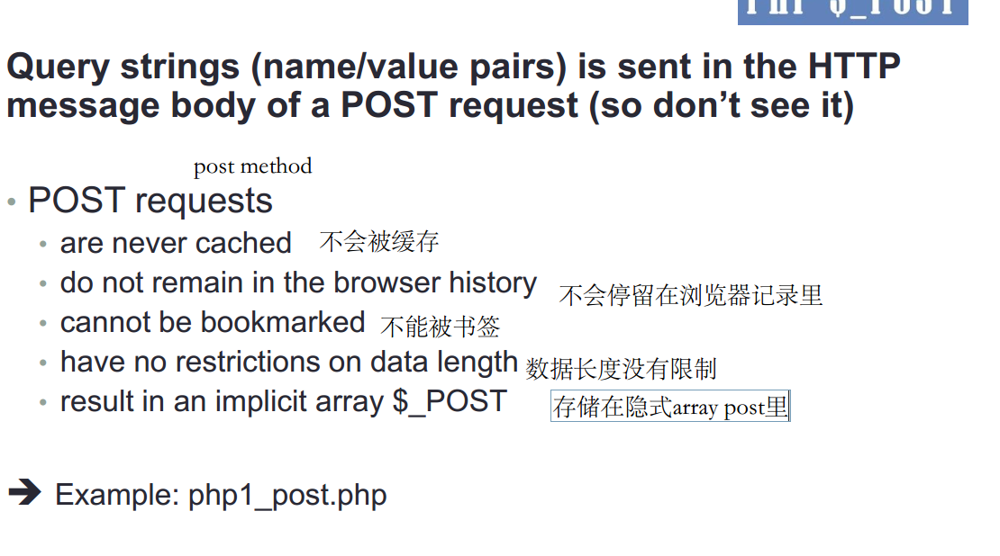 PHP $_POST
Query strings (name/value pairs) is sent in the HTTP
message body of a POST request (so don’t see it)
post method
• POST requests
• are never cached 不会被缓存
• do not remain in the browser history 不会停留在浏览器记录里
• cannot be bookmarked 不能被书签
• have no restrictions on data length 数据长度没有限制
• result in an implicit array $_POST 存储在隐式array post里
➔ Example: php1_post.php